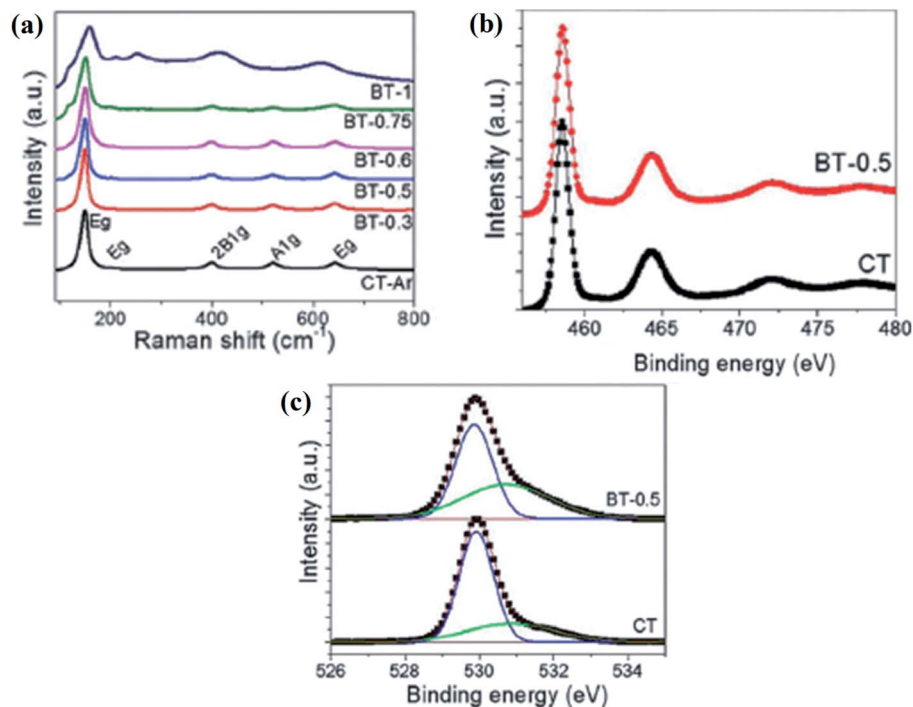 (a)
Intensity (a.u.)
BT-1
BT-0.75
BT-0.6
BT-0.5
BT-0.3
CT-Ar
Eg
Eg
2B1g
A1g
Eg
200 400 600 800
Raman shift (cm⁻¹)
(b)
Intensity (a.u.)
BT-0.5
CT
460 465 470 475 480
Binding energy (eV)
(c)
Intensity (a.u.)
BT-0.5
CT
526 528 530 532 534
Binding energy (eV)